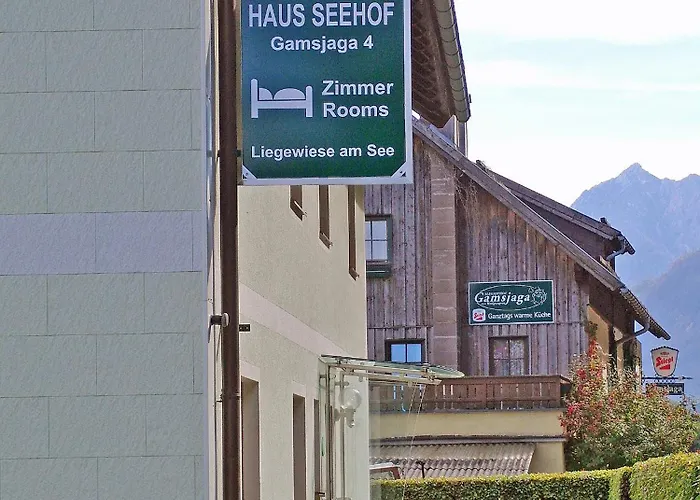 HAUS SEEHOF
Gamsjaga 4
Zimmer
Rooms
Liegewiese am See
Gamsjaga
Ganztags warme Küche